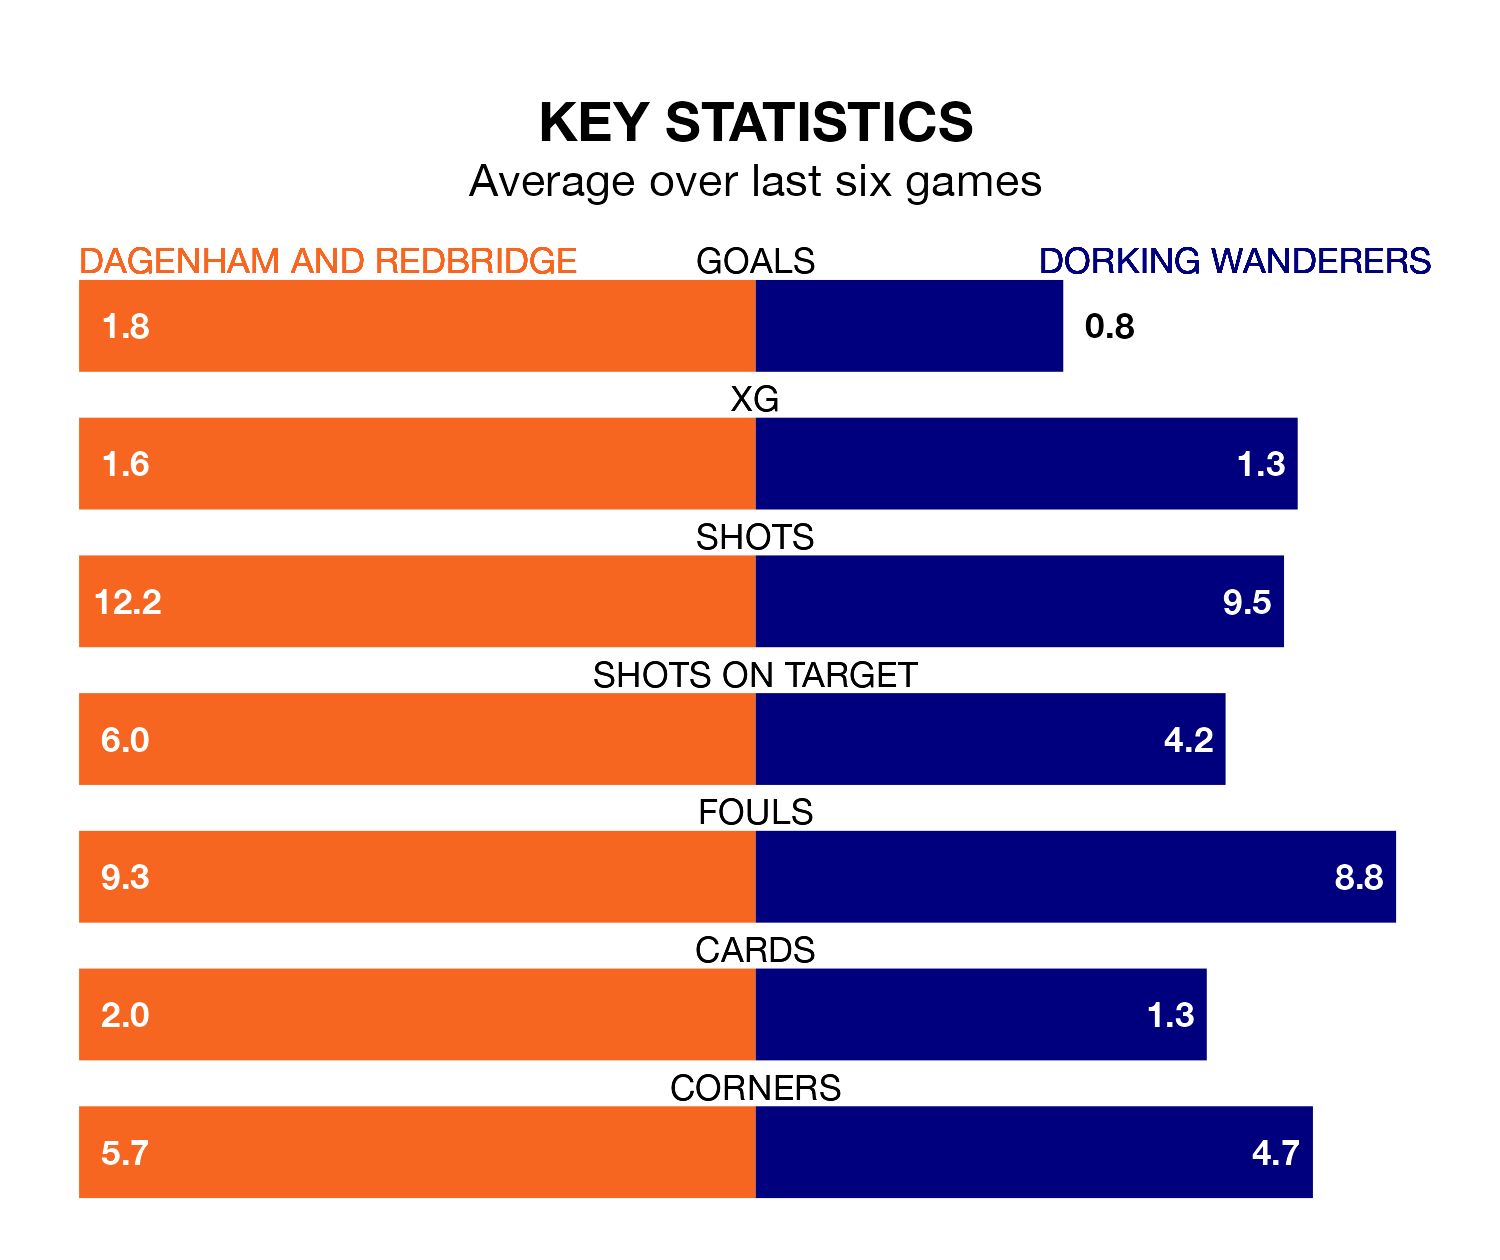 KEY STATISTICS
Average over last six games
DAGENHAM AND REDBRIDGE GOALS DORKING WANDERERS
1.8 0.8
XG
1.6 1.3
SHOTS
12.2 9.5
SHOTS ON TARGET
6.0 4.2
FOULS
9.3 8.8
CARDS
2.0 1.3
CORNERS
5.7 4.7